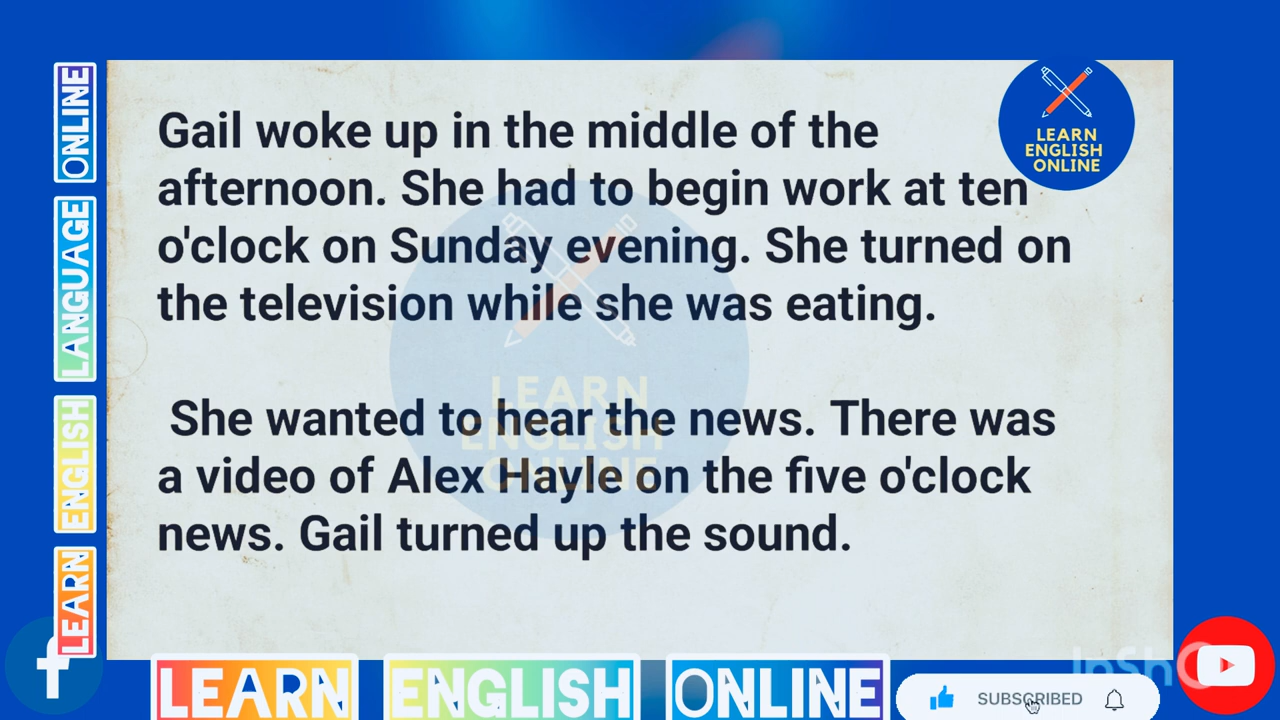 Gail woke up in the middle of the
afternoon. She had to begin work at ten
o'clock on Sunday evening. She turned on
the television while she was eating.
She wanted to hear the news. There was
a video of Alex Hayle on the five o'clock
news. Gail turned up the sound.
LEARN
ENGLISH
ONLINE
LEARN
ENGLISH
ONLINE
LEARN ENGLISH LANGUAGE ONLINE
LEARN ENGLISH ONLINE
SUBSCRIBED